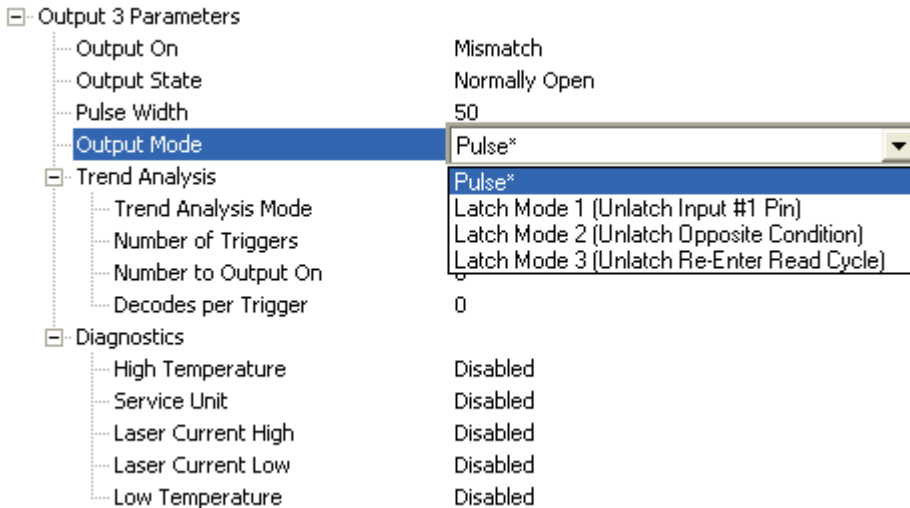 Output 3 Parameters
Output On Mismatch
Output State Normally Open
Pulse Width 50
Output Mode Pulse*
Trend Analysis Pulse*
Trend Analysis Mode Latch Mode 1 (Unlatch Input #1 Pin)
Number of Triggers Latch Mode 2 (Unlatch Opposite Condition)
Number to Output On Latch Mode 3 (Unlatch Re-Enter Read Cycle)
Decodes per Trigger 0
Diagnostics
High Temperature Disabled
Service Unit Disabled
Laser Current High Disabled
Laser Current Low Disabled
Low Temperature Disabled